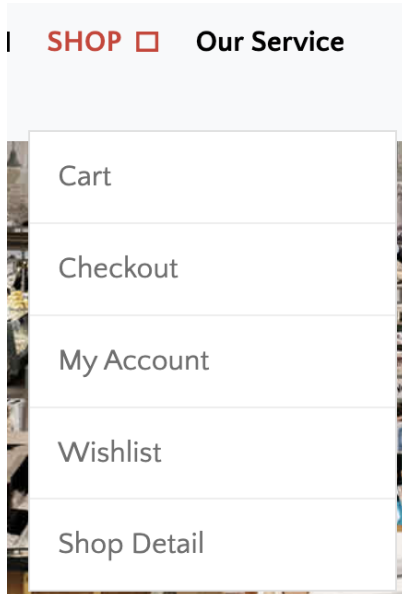 SHOP Our Service
Cart
Checkout
My Account
Wishlist
Shop Detail